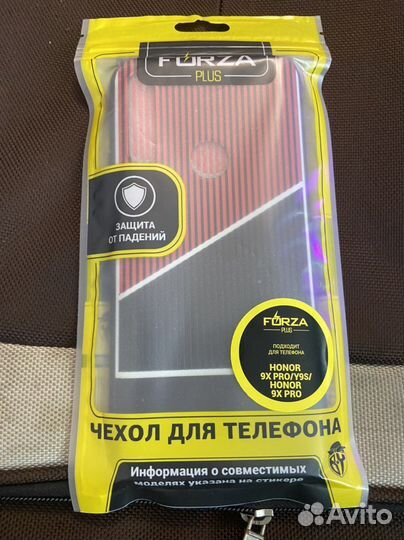 FORZA
PLUS
ЗАЩИТА
ОТ ПАДЕНИЙ
FORZA
PLUS
ПОДХОДИТ
ДЛЯ ТЕЛЕФОНА
HONOR
9X PRO/Y9S/
HONOR
9X PRO
ЧЕХОЛ ДЛЯ ТЕЛЕФОНА
Информация о совместимых
моделях указана на стикере
Avito